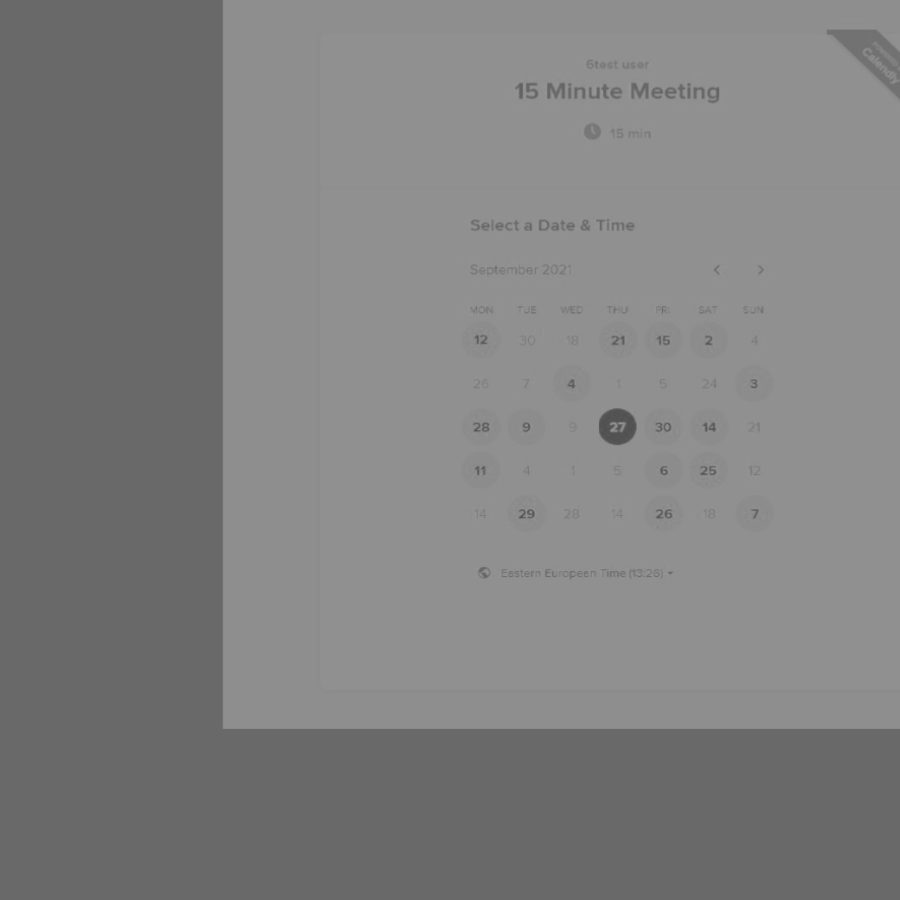 POWERED BY
Calendly
6test user
15 Minute Meeting
15 min
Select a Date & Time
September 2021
MON TUE WED THU FRI SAT SUN
12 30 18 21 15 2 4
26 7 4 1 5 24 3
28 9 9 27 30 14 21
11 4 1 5 6 25 12
14 29 28 14 26 18 7
Eastern European Time (13:26)